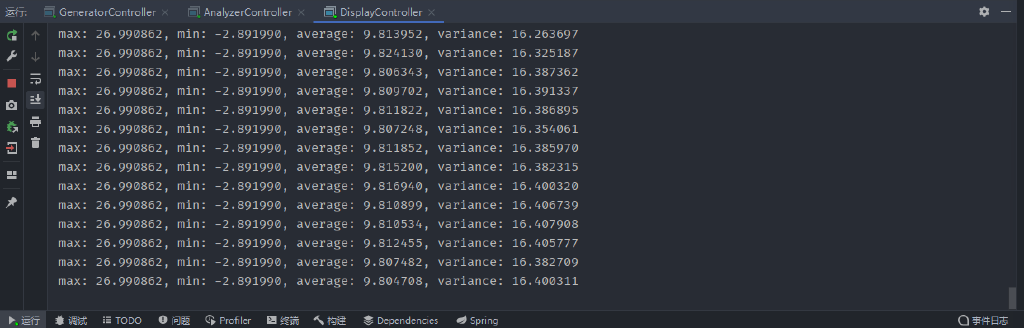 运行: GeneratorController × AnalyzerController × DisplayController ×
max: 26.990862, min: -2.891990, average: 9.813952, variance: 16.263697
max: 26.990862, min: -2.891990, average: 9.824130, variance: 16.325187
max: 26.990862, min: -2.891990, average: 9.806343, variance: 16.387362
max: 26.990862, min: -2.891990, average: 9.809702, variance: 16.391337
max: 26.990862, min: -2.891990, average: 9.811822, variance: 16.386895
max: 26.990862, min: -2.891990, average: 9.807248, variance: 16.354061
max: 26.990862, min: -2.891990, average: 9.811852, variance: 16.385970
max: 26.990862, min: -2.891990, average: 9.815200, variance: 16.382315
max: 26.990862, min: -2.891990, average: 9.816940, variance: 16.400320
max: 26.990862, min: -2.891990, average: 9.810899, variance: 16.406739
max: 26.990862, min: -2.891990, average: 9.810534, variance: 16.407908
max: 26.990862, min: -2.891990, average: 9.812455, variance: 16.405777
max: 26.990862, min: -2.891990, average: 9.807482, variance: 16.382709
max: 26.990862, min: -2.891990, average: 9.804708, variance: 16.400311
运行 调试 TODO 问题 Profiler 终端 构建 Dependencies Spring 事件日志